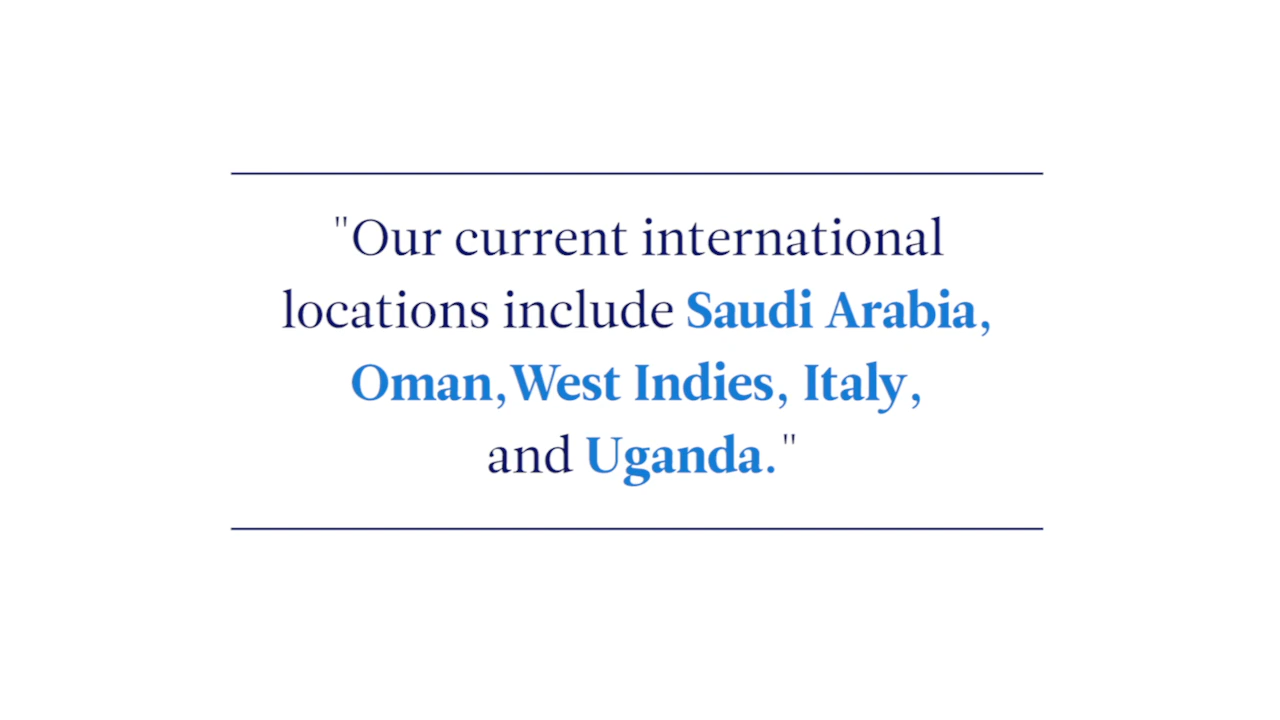 "Our current international
locations include Saudi Arabia,
Oman,West Indies, Italy,
and Uganda."